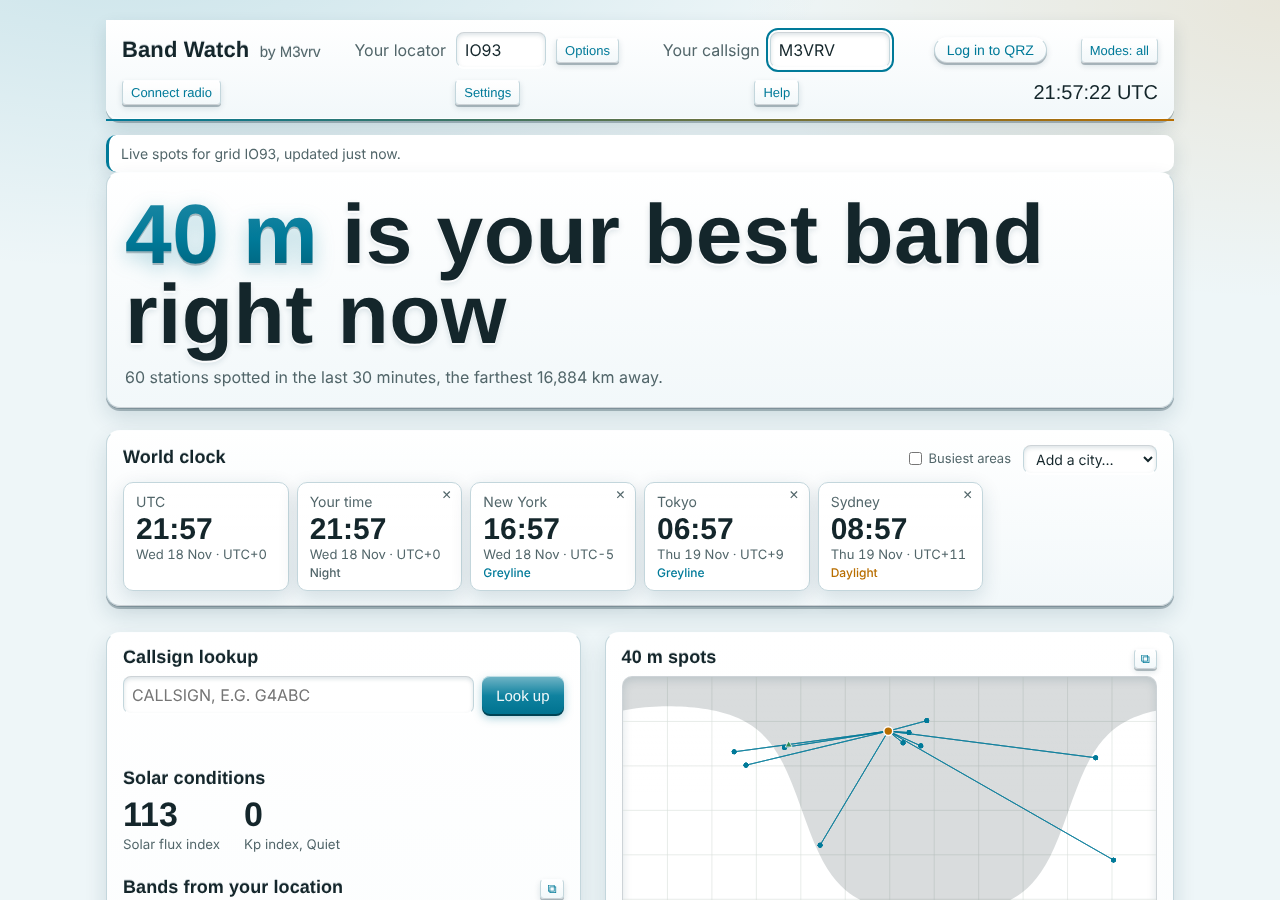 Band Watch by M3vrv Your locator IO93 Options Your callsign M3VRV Log in to QRZ Modes: all
Connect radio Settings Help 21:57:22 UTC
Live spots for grid IO93, updated just now.
40 m is your best band
right now
60 stations spotted in the last 30 minutes, the farthest 16,884 km away.
World clock Busiest areas Add a city...
UTC Your time × New York × Tokyo × Sydney ×
21:57 21:57 16:57 06:57 08:57
Wed 18 Nov · UTC+0 Wed 18 Nov · UTC+0 Wed 18 Nov · UTC-5 Thu 19 Nov · UTC+9 Thu 19 Nov · UTC+11
Night Greyline Greyline Daylight
Callsign lookup 40 m spots
CALLSIGN, E.G. G4ABC Look up
Solar conditions
113 0
Solar flux index Kp index, Quiet
Bands from your location